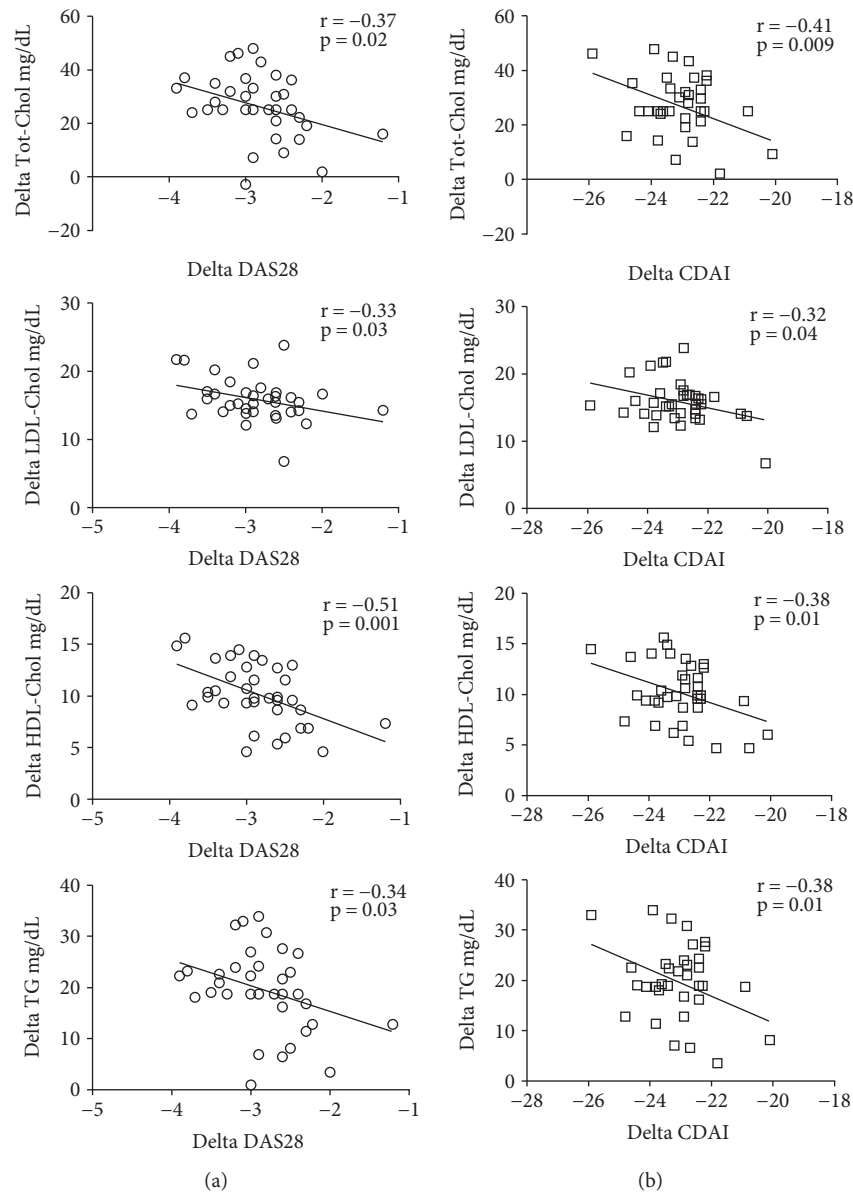 Delta Tot-Chol mg/dL
60
40
20
0
−20
r = −0.37
p = 0.02
−4 −3 −2 −1
Delta DAS28
Delta Tot-Chol mg/dL
60
40
20
0
−20
r = −0.41
p = 0.009
−26 −24 −22 −20 −18
Delta CDAI
Delta LDL-Chol mg/dL
30
20
10
0
r = −0.33
p = 0.03
−5 −4 −3 −2 −1
Delta DAS28
Delta LDL-Chol mg/dL
30
20
10
0
r = −0.32
p = 0.04
−28 −26 −24 −22 −20 −18
Delta CDAI
Delta HDL-Chol mg/dL
20
15
10
5
0
r = −0.51
p = 0.001
−5 −4 −3 −2 −1
Delta DAS28
Delta HDL-Chol mg/dL
20
15
10
5
0
r = −0.38
p = 0.01
−28 −26 −24 −22 −20 −18
Delta CDAI
Delta TG mg/dL
40
30
20
10
0
r = −0.34
p = 0.03
−5 −4 −3 −2 −1
Delta DAS28
Delta TG mg/dL
40
30
20
10
0
r = −0.38
p = 0.01
−28 −26 −24 −22 −20 −18
Delta CDAI
(a)
(b)